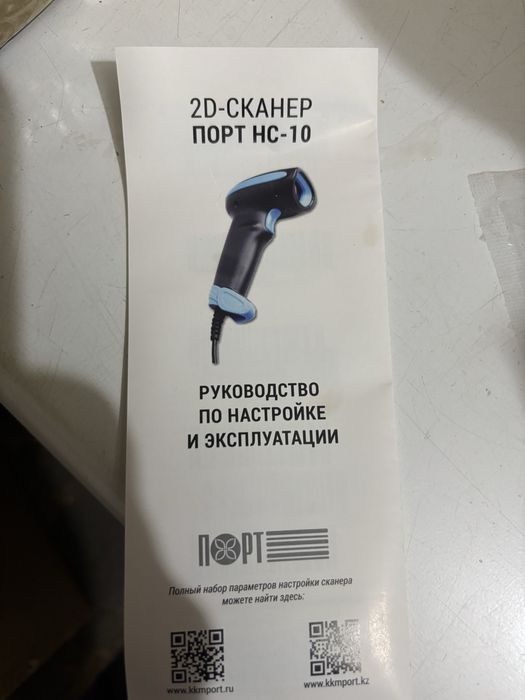 2D-СКАНЕР
ПОРТ HC-10
РУКОВОДСТВО
ПО НАСТРОЙКЕ
И ЭКСПЛУАТАЦИИ
ПОРТ
Полный набор параметров настройки сканера
можете найти здесь:
www.kkmport.ru
www.kkmport.kz